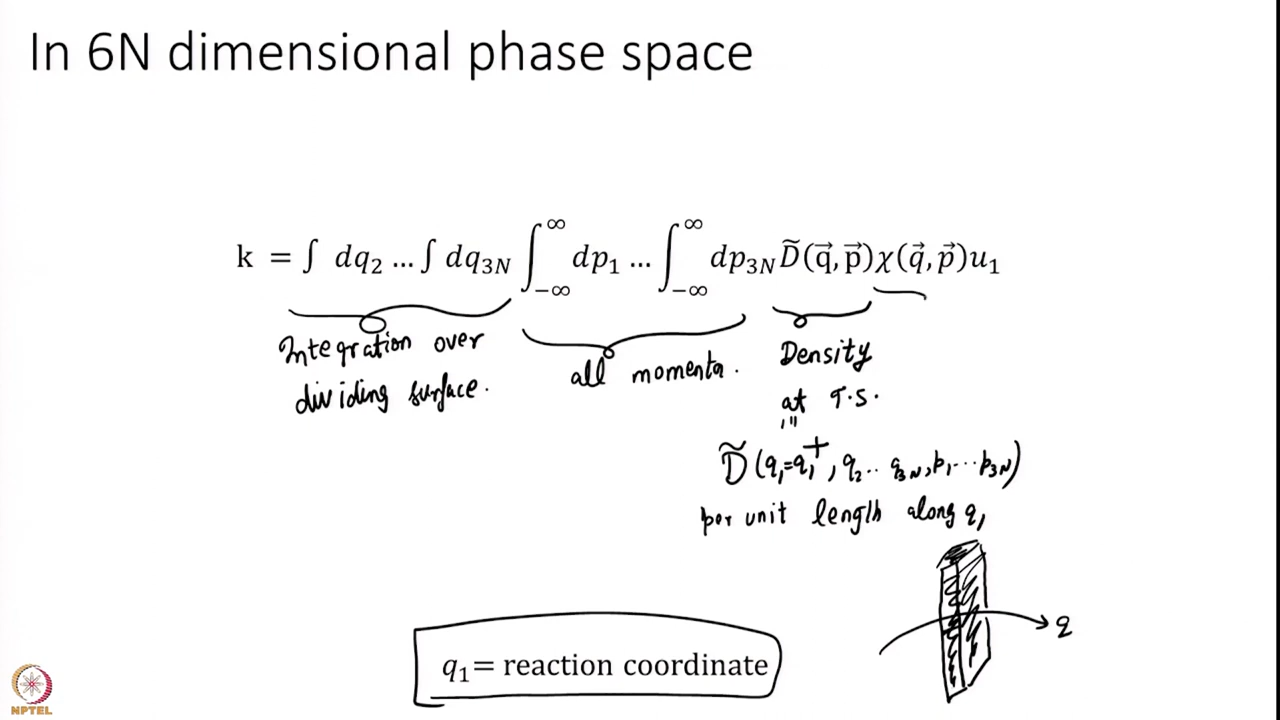 In 6N dimensional phase space
k = ∫ dq₂ ... ∫ dq₃N ∫_{-∞}^{∞} dp₁ ... ∫_{-∞}^{∞} dp₃N D̃(q⃗,p⃗)χ(q⃗,p⃗)u₁
Integration over
dividing surface.
all momenta.
Density
at T.S.
D̃(q₁=q₁‡, q₂.. q₃N, p₁...p₃N)
per unit length along q₁
q
q₁= reaction coordinate
NPTEL